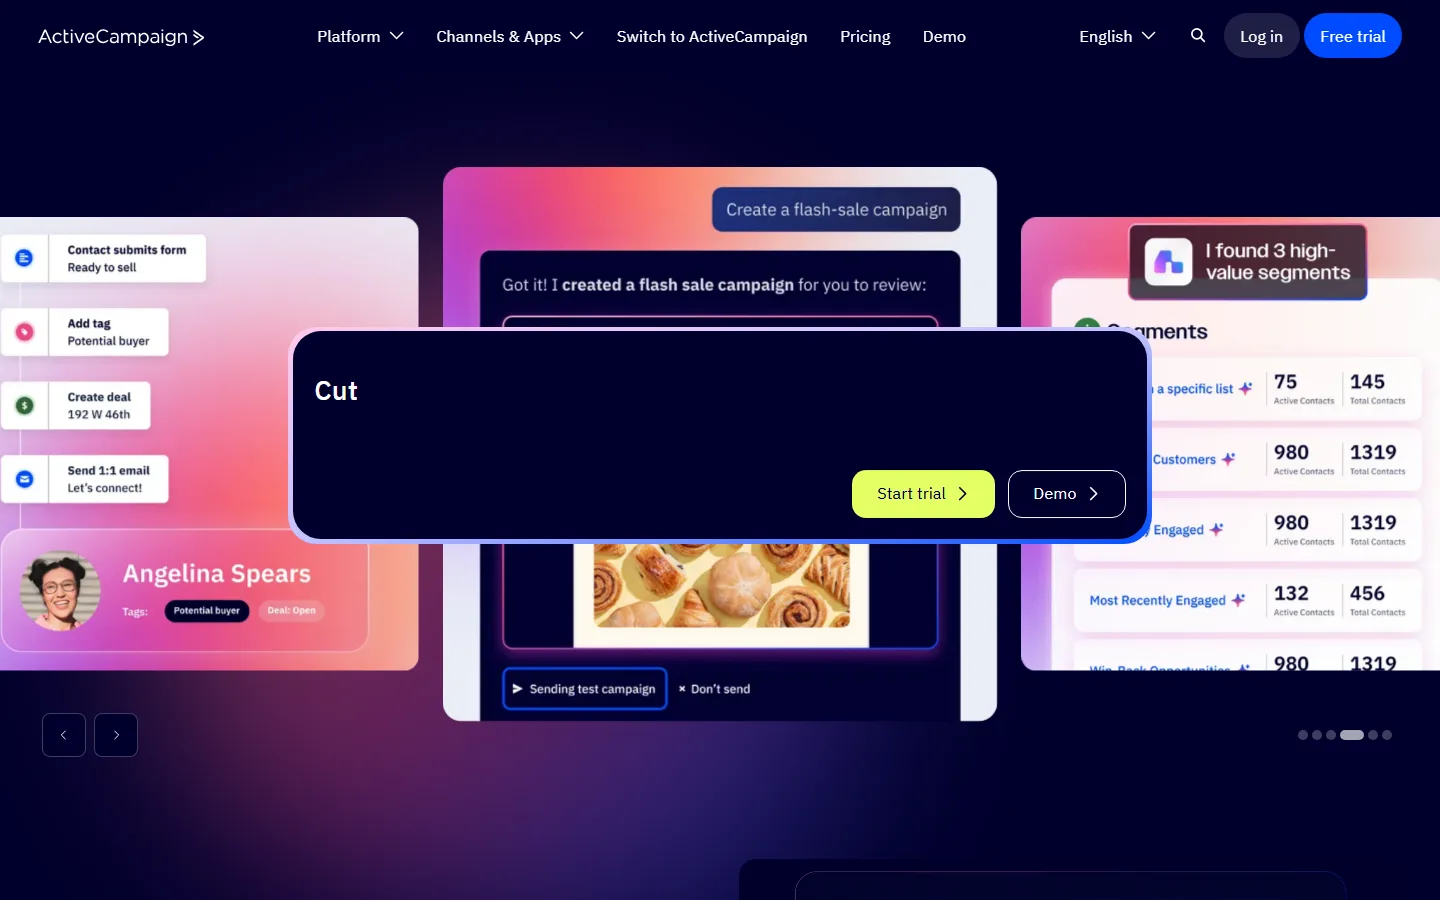 ActiveCampaign
Platform
Channels & Apps
Switch to ActiveCampaign
Pricing
Demo
English
Log in
Free trial
Contact submits form
Ready to sell
Add tag
Potential buyer
Create deal
192 W 46th
Send 1:1 email
Let's connect!
Angelina Spears
Tags:
Potential buyer
Deal: Open
Create a flash-sale campaign
Got it! I created a flash sale campaign for you to review:
Cut
Start trial
Demo
Sending test campaign
Don't send
I found 3 high-
value segments
a specific list
75
Active Contacts
145
Total Contacts
Customers
980
Active Contacts
1319
Total Contacts
Engaged
980
Active Contacts
1319
Total Contacts
Most Recently Engaged
132
Active Contacts
456
Total Contacts
Win-Back Opportunities
980
1319